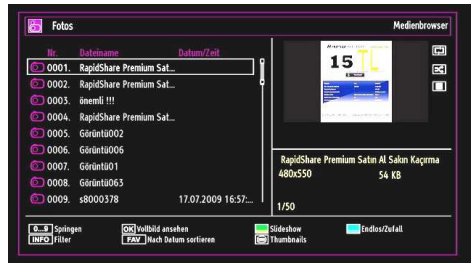 Fotos
Medienbrowser
Nr. Dateiname Datum/Zeit
0001. RapidShare Premium Sat...
0002. RapidShare Premium Sat...
0003. önemli !!!
0004. RapidShare Premium Sat...
0005. Görüntü002
0006. Görüntü006
0007. Görüntü01
0008. Görüntü063
0009. s8000378 17.07.2009 16:57:...
15
RapidShare Premium Satın Al Sakın Kaçırma
480x550 54 KB
1/50
0...9 Springen OK Vollbild ansehen Slideshow Endlos/Zufall
INFO Filter FAV Nach Datum sortieren Thumbnails